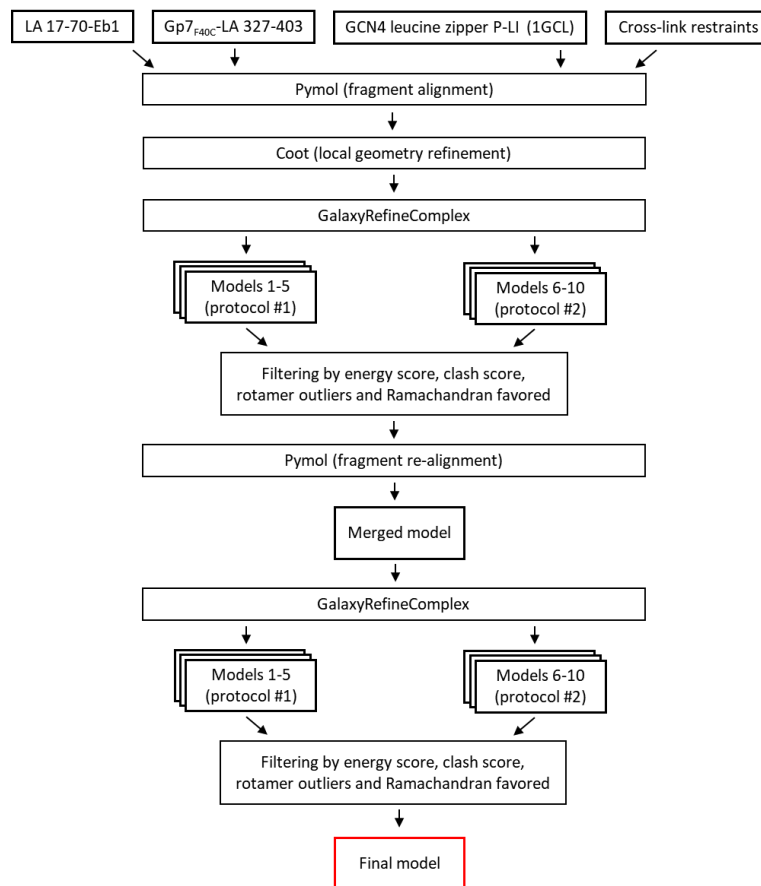 LA 17-70-Eb1
Gp7F40C-LA 327-403
GCN4 leucine zipper P-LI (1GCL)
Cross-link restraints
Pymol (fragment alignment)
Coot (local geometry refinement)
GalaxyRefineComplex
Models 1-5
(protocol #1)
Models 6-10
(protocol #2)
Filtering by energy score, clash score,
rotamer outliers and Ramachandran favored
Pymol (fragment re-alignment)
Merged model
GalaxyRefineComplex
Models 1-5
(protocol #1)
Models 6-10
(protocol #2)
Filtering by energy score, clash score,
rotamer outliers and Ramachandran favored
Final model